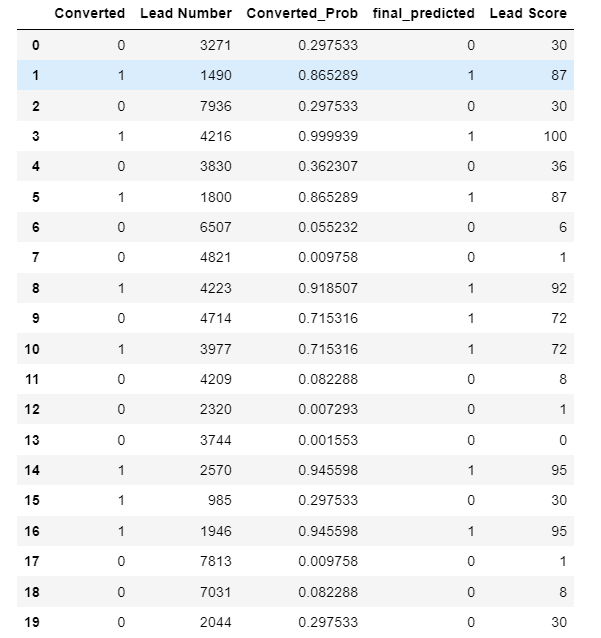 Converted Lead Number Converted_Prob final_predicted Lead Score
0 0 3271 0.297533 0 30
1 1 1490 0.865289 1 87
2 0 7936 0.297533 0 30
3 1 4216 0.999939 1 100
4 0 3830 0.362307 0 36
5 1 1800 0.865289 1 87
6 0 6507 0.055232 0 6
7 0 4821 0.009758 0 1
8 1 4223 0.918507 1 92
9 0 4714 0.715316 1 72
10 1 3977 0.715316 1 72
11 0 4209 0.082288 0 8
12 0 2320 0.007293 0 1
13 0 3744 0.001553 0 0
14 1 2570 0.945598 1 95
15 1 985 0.297533 0 30
16 1 1946 0.945598 1 95
17 0 7813 0.009758 0 1
18 0 7031 0.082288 0 8
19 0 2044 0.297533 0 30